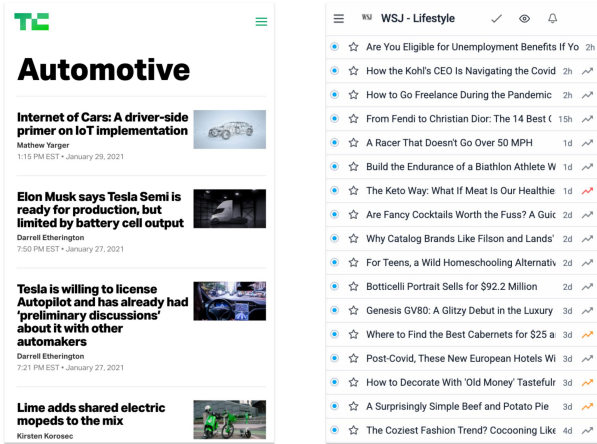 TC
Automotive
Internet of Cars: A driver-side
primer on IoT implementation
Mathew Yarger
1:15 PM EST • January 29, 2021
Elon Musk says Tesla Semi is
ready for production, but
limited by battery cell output
Darrell Etherington
7:50 PM EST • January 27, 2021
Tesla is willing to license
Autopilot and has already had
‘preliminary discussions’
about it with other
automakers
Darrell Etherington
7:21 PM EST • January 27, 2021
Lime adds shared electric
mopeds to the mix
Kirsten Korosec
WSJ WSJ - Lifestyle
Are You Eligible for Unemployment Benefits If Yo 2h
How the Kohl's CEO Is Navigating the Covid 2h
How to Go Freelance During the Pandemic 2h
From Fendi to Christian Dior: The 14 Best C 15h
A Racer That Doesn't Go Over 50 MPH 1d
Build the Endurance of a Biathlon Athlete W 1d
The Keto Way: What If Meat Is Our Healthie 1d
Are Fancy Cocktails Worth the Fuss? A Guid 2d
Why Catalog Brands Like Filson and Lands' 2d
For Teens, a Wild Homeschooling Alternativ 2d
Botticelli Portrait Sells for $92.2 Million 2d
Genesis GV80: A Glitzy Debut in the Luxury 3d
Where to Find the Best Cabernets for $25 a 3d
Post-Covid, These New European Hotels Wi 3d
How to Decorate With 'Old Money' Tastefuln 3d
A Surprisingly Simple Beef and Potato Pie 3d
The Coziest Fashion Trend? Cocooning Like 4d